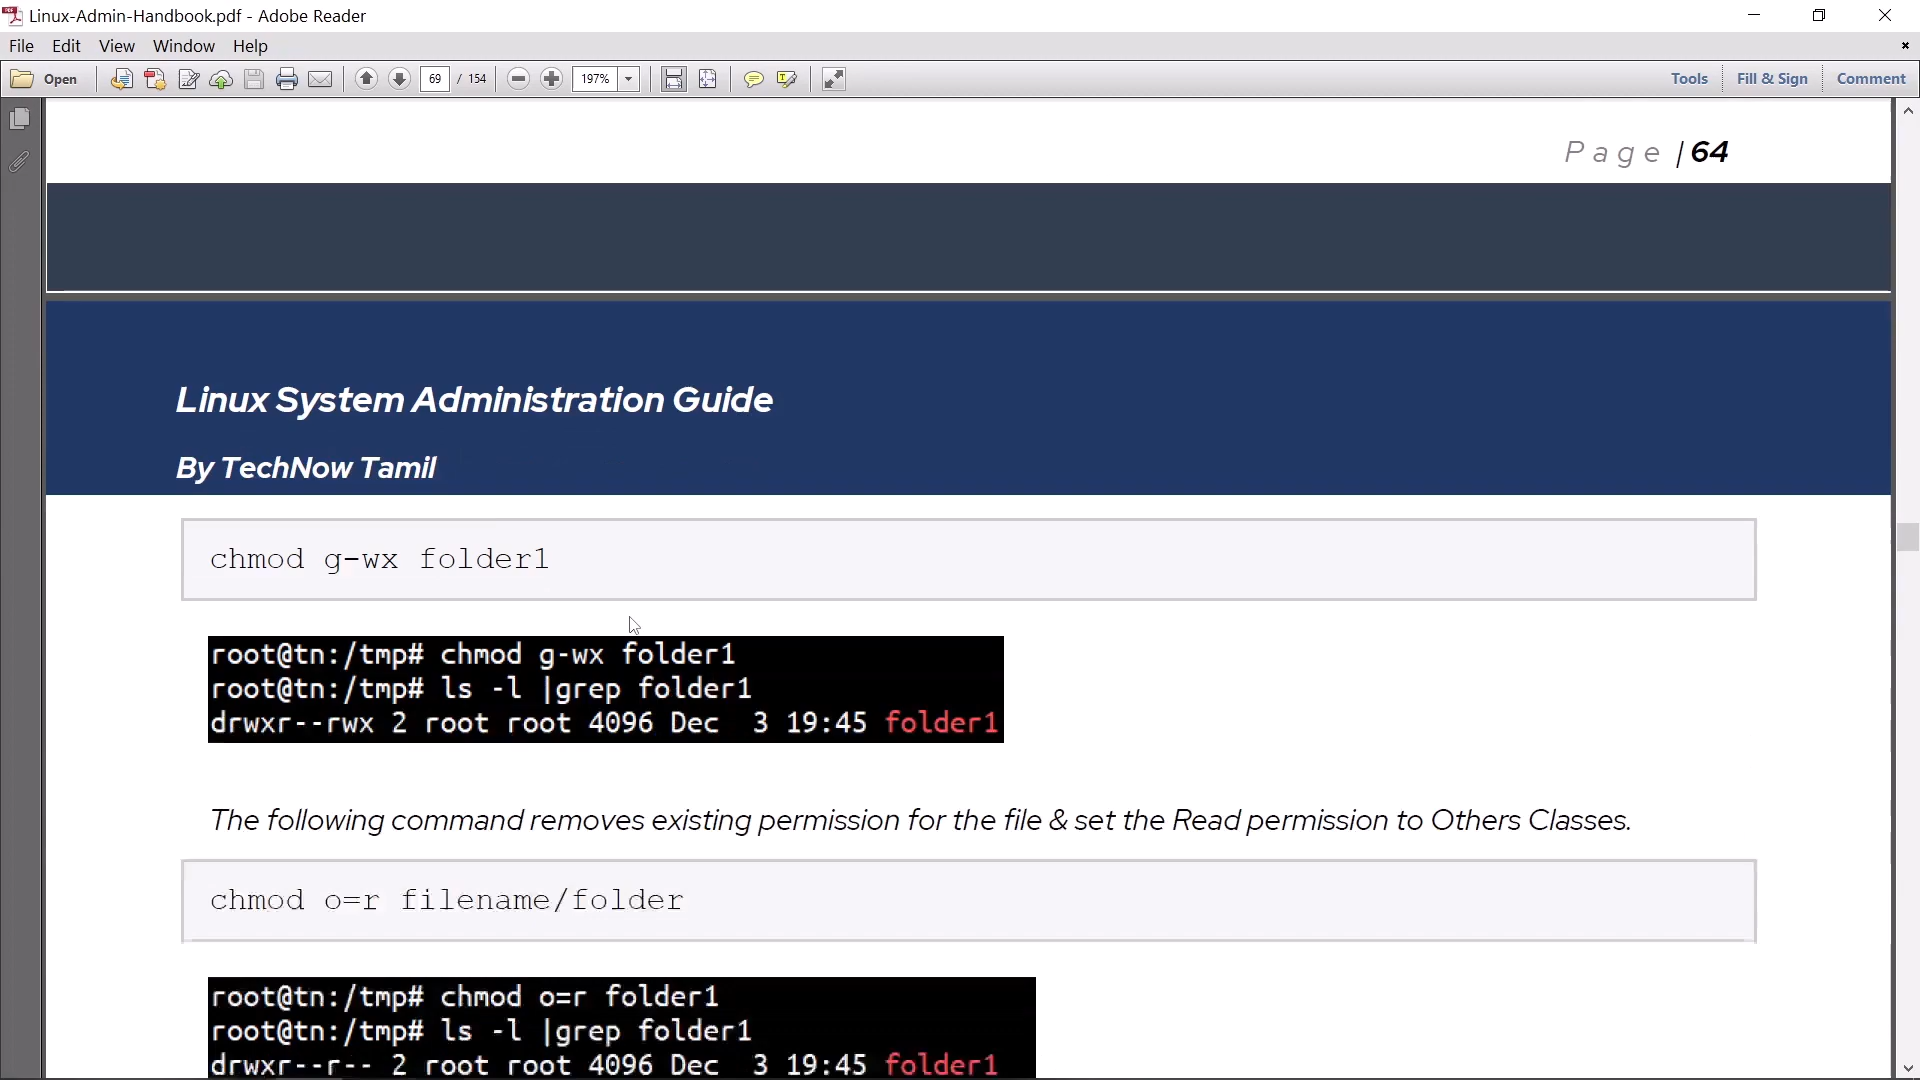 Linux-Admin-Handbook.pdf - Adobe Reader
File Edit View Window Help
Open 69 / 154 197% Tools Fill & Sign Comment
Page | 64
Linux System Administration Guide
By TechNow Tamil
chmod g-wx folder1
root@tn:/tmp# chmod g-wx folder1
root@tn:/tmp# ls -l |grep folder1
drwxr--rwx 2 root root 4096 Dec  3 19:45 folder1
The following command removes existing permission for the file & set the Read permission to Others Classes.
chmod o=r filename/folder
root@tn:/tmp# chmod o=r folder1
root@tn:/tmp# ls -l |grep folder1
drwxr--r-- 2 root root 4096 Dec  3 19:45 folder1